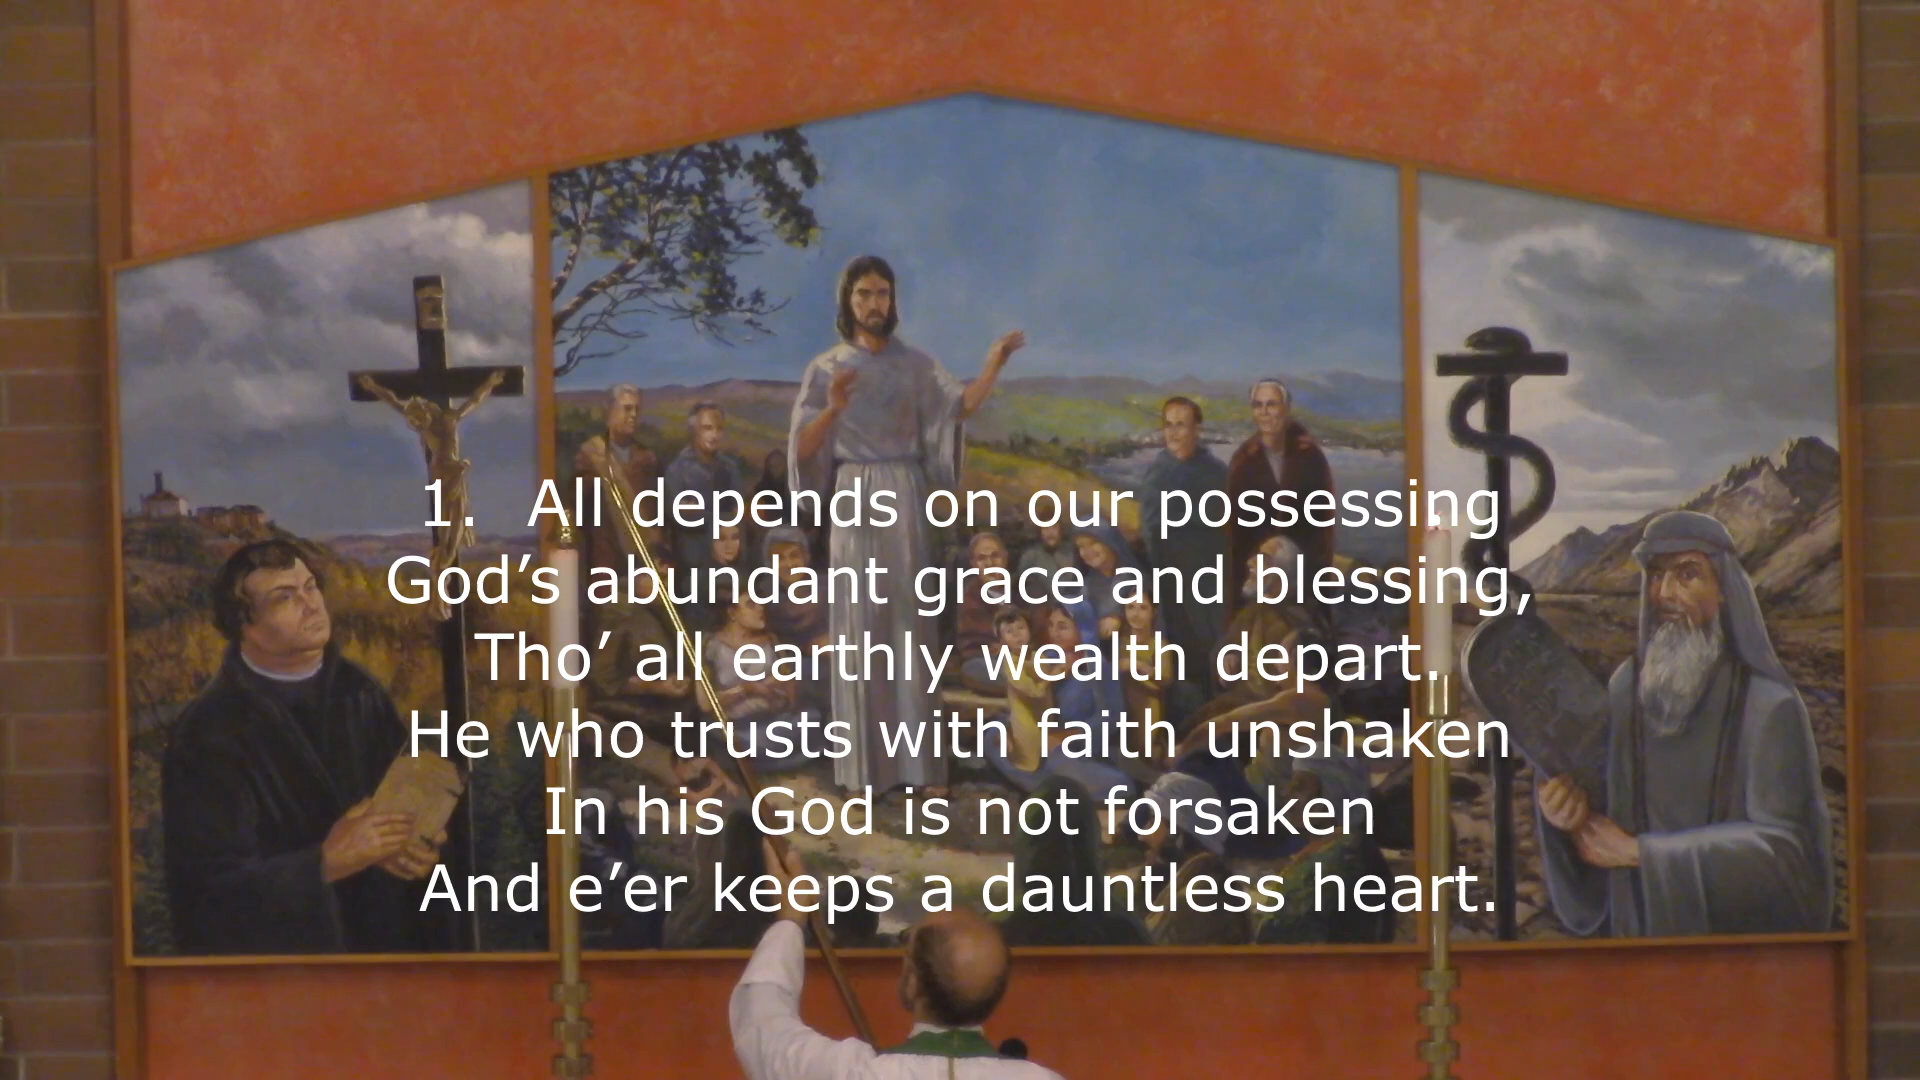 1. All depends on our possessing
God’s abundant grace and blessing,
Tho’ all earthly wealth depart.
He who trusts with faith unshaken
In his God is not forsaken
And e’er keeps a dauntless heart.